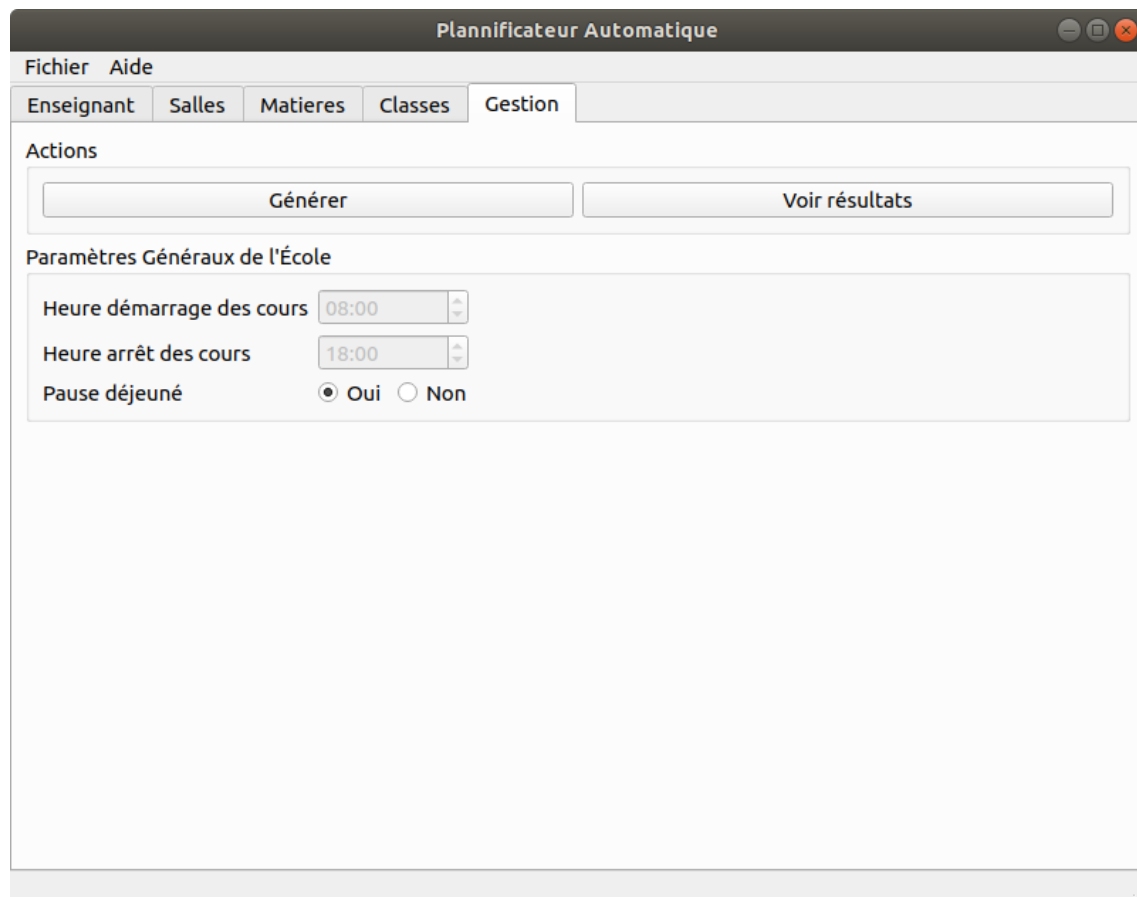 Plannificateur Automatique
Fichier Aide
Enseignant Salles Matieres Classes Gestion
Actions
Générer Voir résultats
Paramètres Généraux de l'École
Heure démarrage des cours 08:00
Heure arrêt des cours 18:00
Pause déjeuné Oui Non